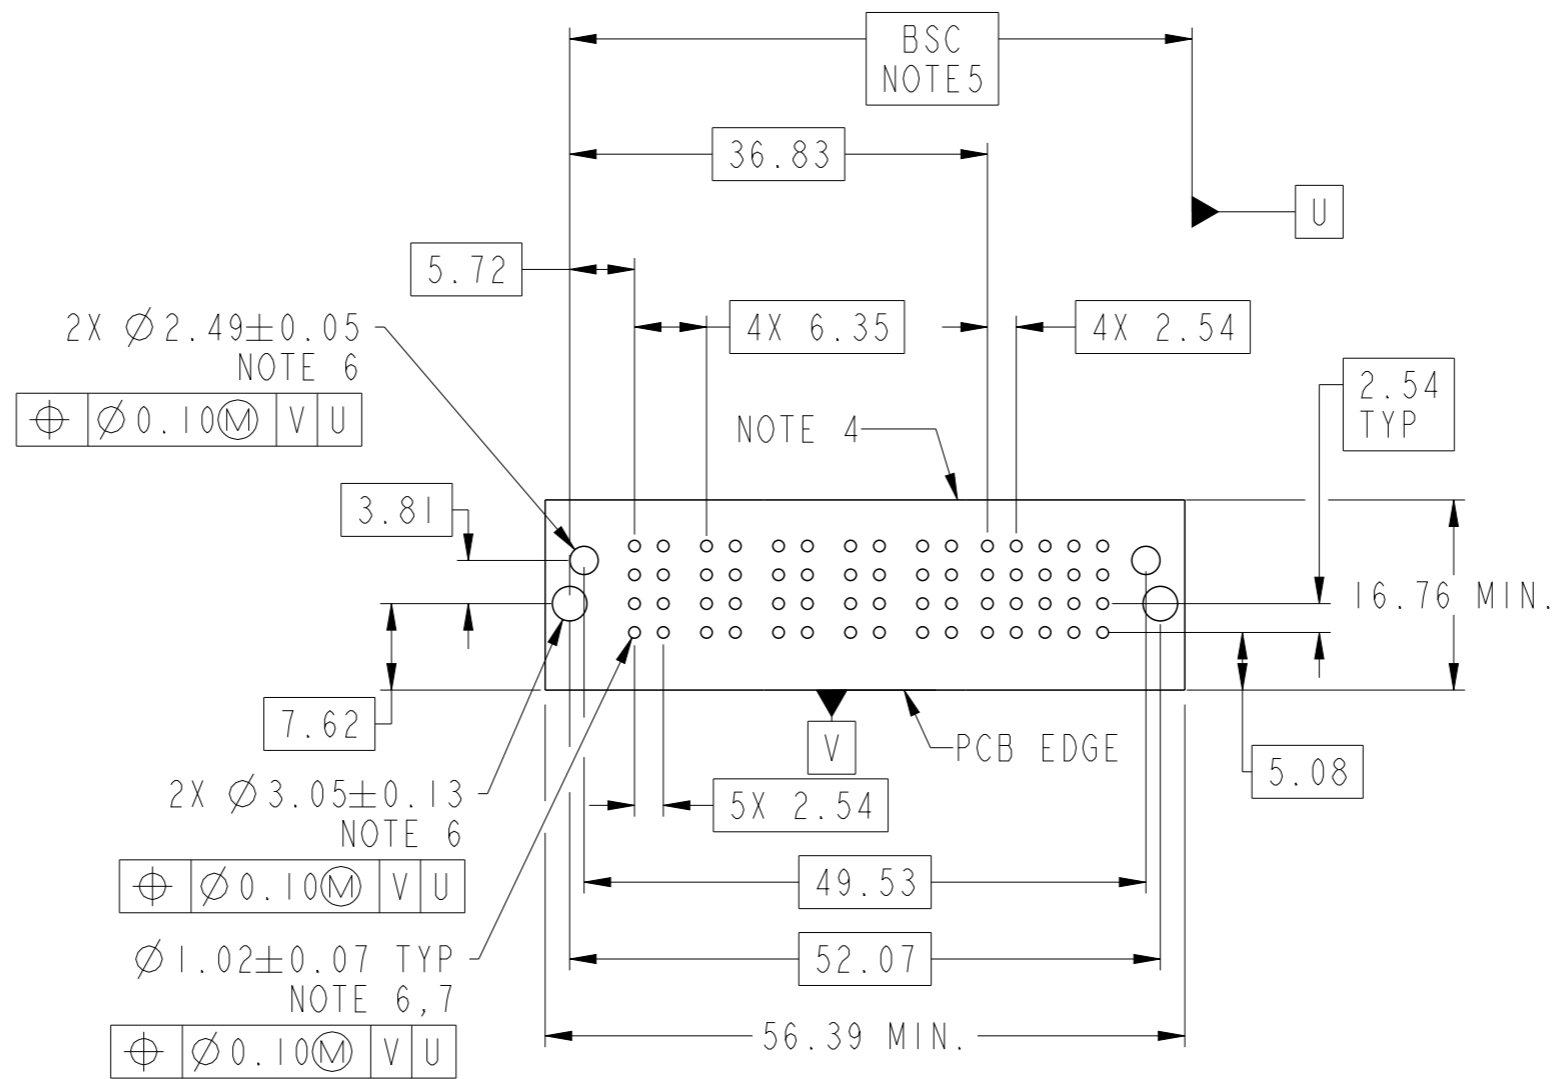 BSC
NOTE5
36.83
U
5.72
4X 6.35
4X 2.54
2X ∅2.49±0.05
NOTE 6
⌖ ∅0.10Ⓜ V U
2.54
TYP
NOTE 4
3.81
16.76 MIN.
7.62
V
PCB EDGE
5.08
2X ∅3.05±0.13
NOTE 6
⌖ ∅0.10Ⓜ V U
5X 2.54
49.53
∅1.02±0.07 TYP
NOTE 6,7
⌖ ∅0.10Ⓜ V U
52.07
56.39 MIN.